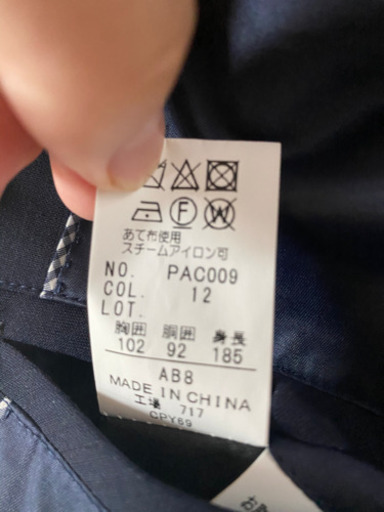 F W
あて布使用
スチームアイロン可
NO. PAC009
COL. 12
LOT.
胸囲 胴囲 身長
102 92 185
AB8
MADE IN CHINA
工場 717
CPY69